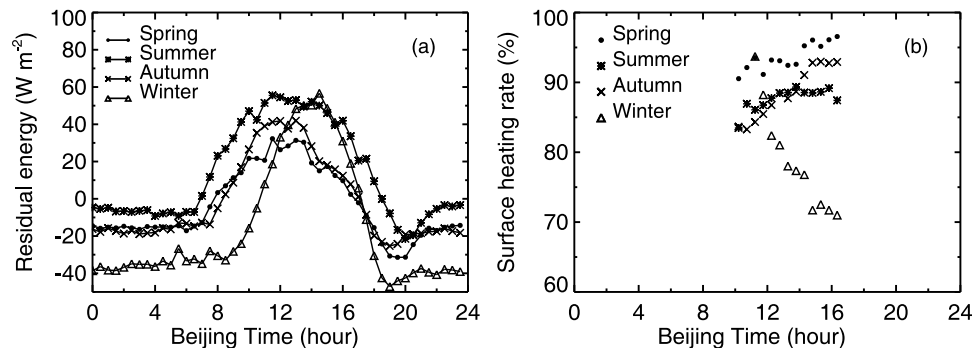 (a)
Spring
Summer
Autumn
Winter
Residual energy (W m⁻²)
100
80
60
40
20
0
-20
-40
0 4 8 12 16 20 24
Beijing Time (hour)
(b)
Spring
Summer
Autumn
Winter
Surface heating rate (%)
100
90
80
70
60
0 4 8 12 16 20 24
Beijing Time (hour)